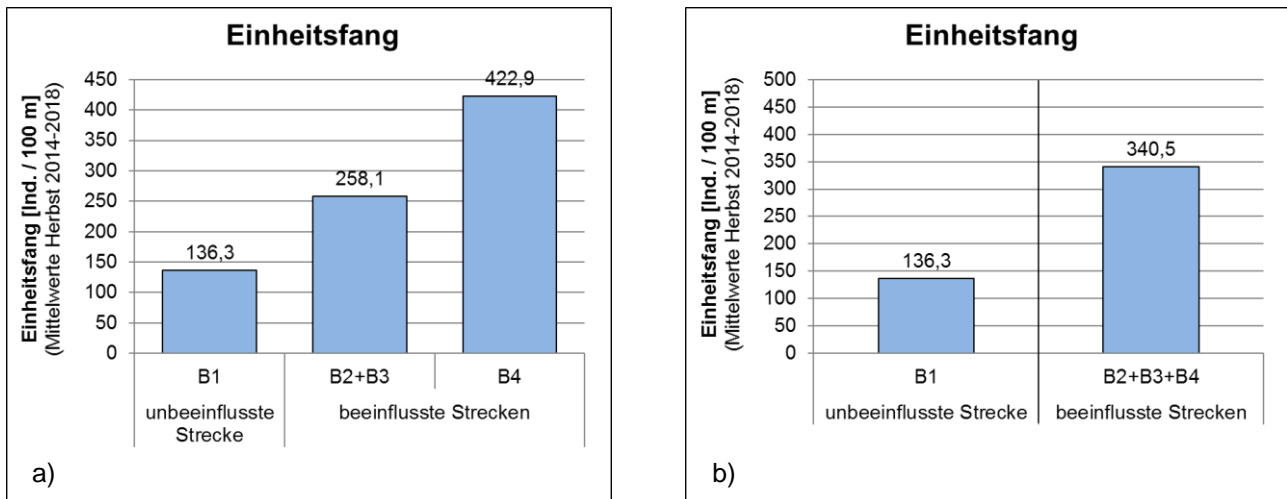 Einheitsfang
Einheitsfang [Ind. / 100 m]
(Mittelwerte Herbst 2014-2018)
450
400
350
300
250
200
150
100
50
0
136,3
258,1
422,9
B1
B2+B3
B4
unbeeinflusste
Strecke
beeinflusste Strecken
a)
Einheitsfang
Einheitsfang [Ind. / 100 m]
(Mittelwerte Herbst 2014-2018)
500
450
400
350
300
250
200
150
100
50
0
136,3
340,5
B1
B2+B3+B4
unbeeinflusste Strecke
beeinflusste Strecken
b)